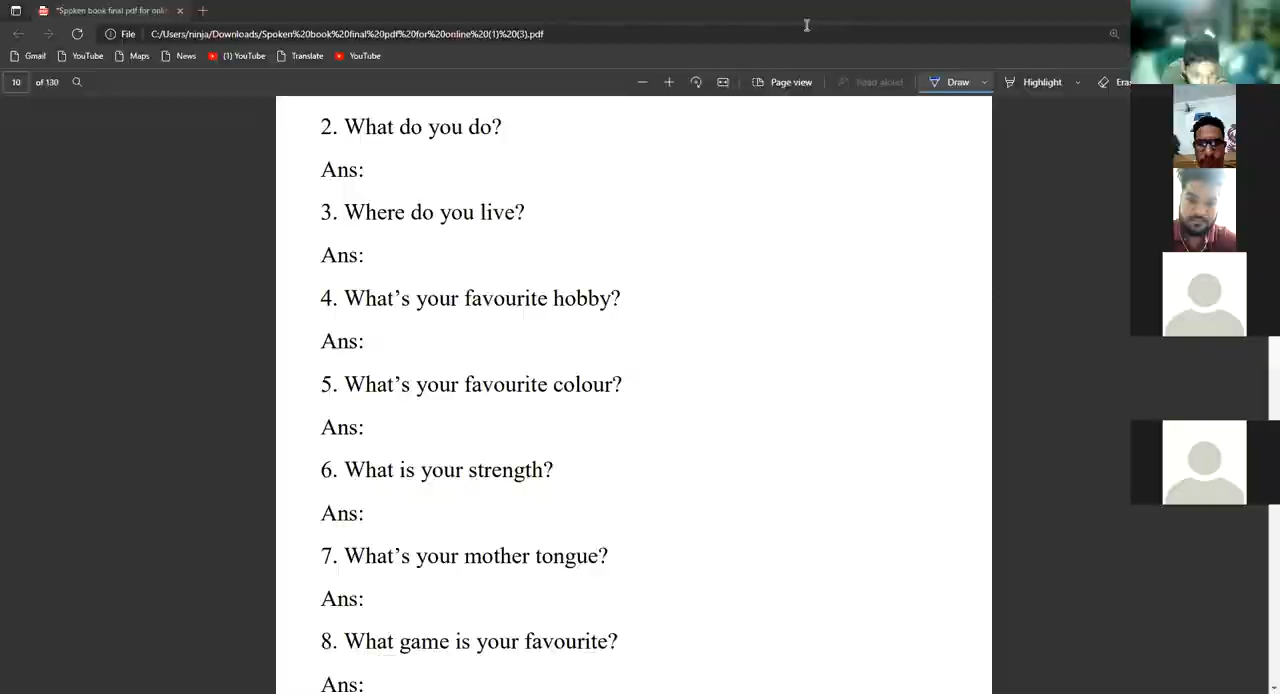 "Spoken book final pdf for onli
File
C:/Users/ninja/Downloads/Spoken%20book%20final%20pdf%20for%20online%20(1)%20(3).pdf
Gmail
YouTube
Maps
News
(1) YouTube
Translate
YouTube
10 of 130
Page view
Read aloud
Draw
Highlight
Era
2. What do you do?
Ans:
3. Where do you live?
Ans:
4. What’s your favourite hobby?
Ans:
5. What’s your favourite colour?
Ans:
6. What is your strength?
Ans:
7. What’s your mother tongue?
Ans:
8. What game is your favourite?
Ans: